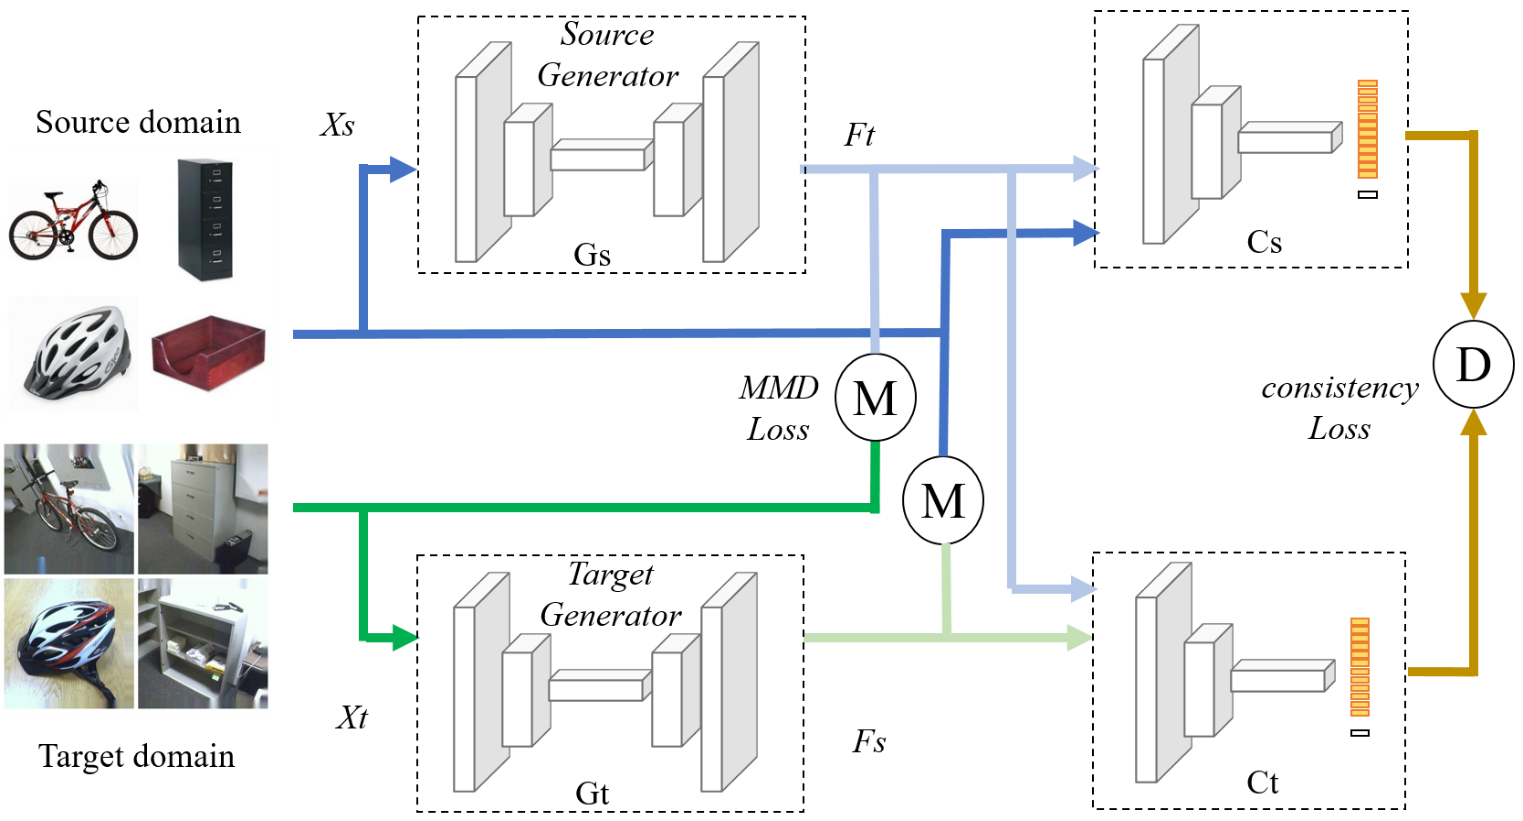 Source domain
Xs
Source
Generator
Gs
Ft
Cs
MMD
Loss
M
M
consistency
Loss
D
Target
Generator
Gt
Xt
Fs
Ct
Target domain